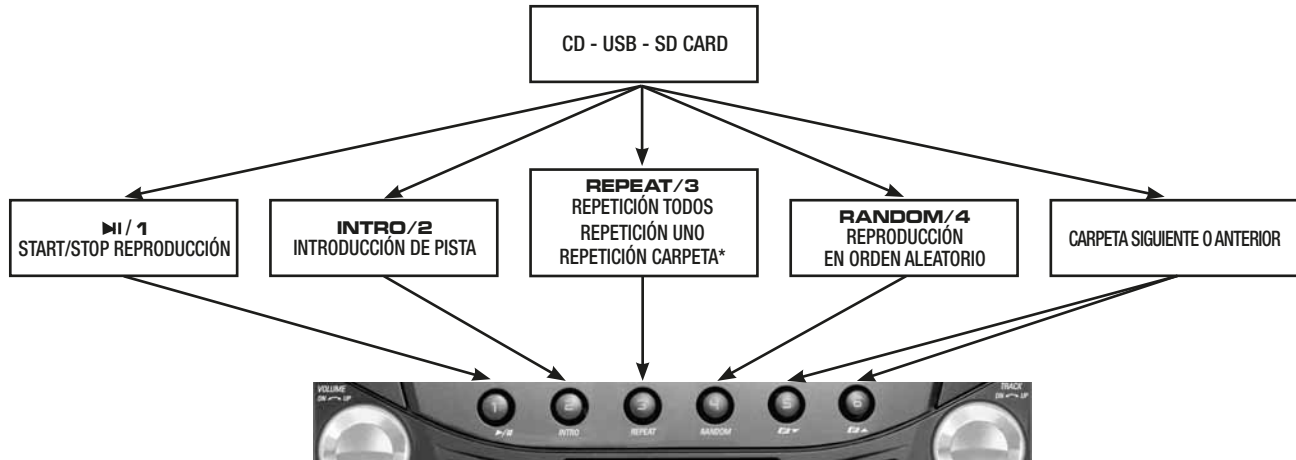 CD - USB - SD CARD
▶II / 1
START/STOP REPRODUCCIÓN
INTRO/2
INTRODUCCIÓN DE PISTA
REPEAT/3
REPETICIÓN TODOS
REPETICIÓN UNO
REPETICIÓN CARPETA*
RANDOM/4
REPRODUCCIÓN
EN ORDEN ALEATORIO
CARPETA SIGUIENTE O ANTERIOR
VOLUME
DN UP
1 2 3 4 5 6
▶/II INTRO REPEAT RANDOM ▼ ▲
TRACK
DN UP